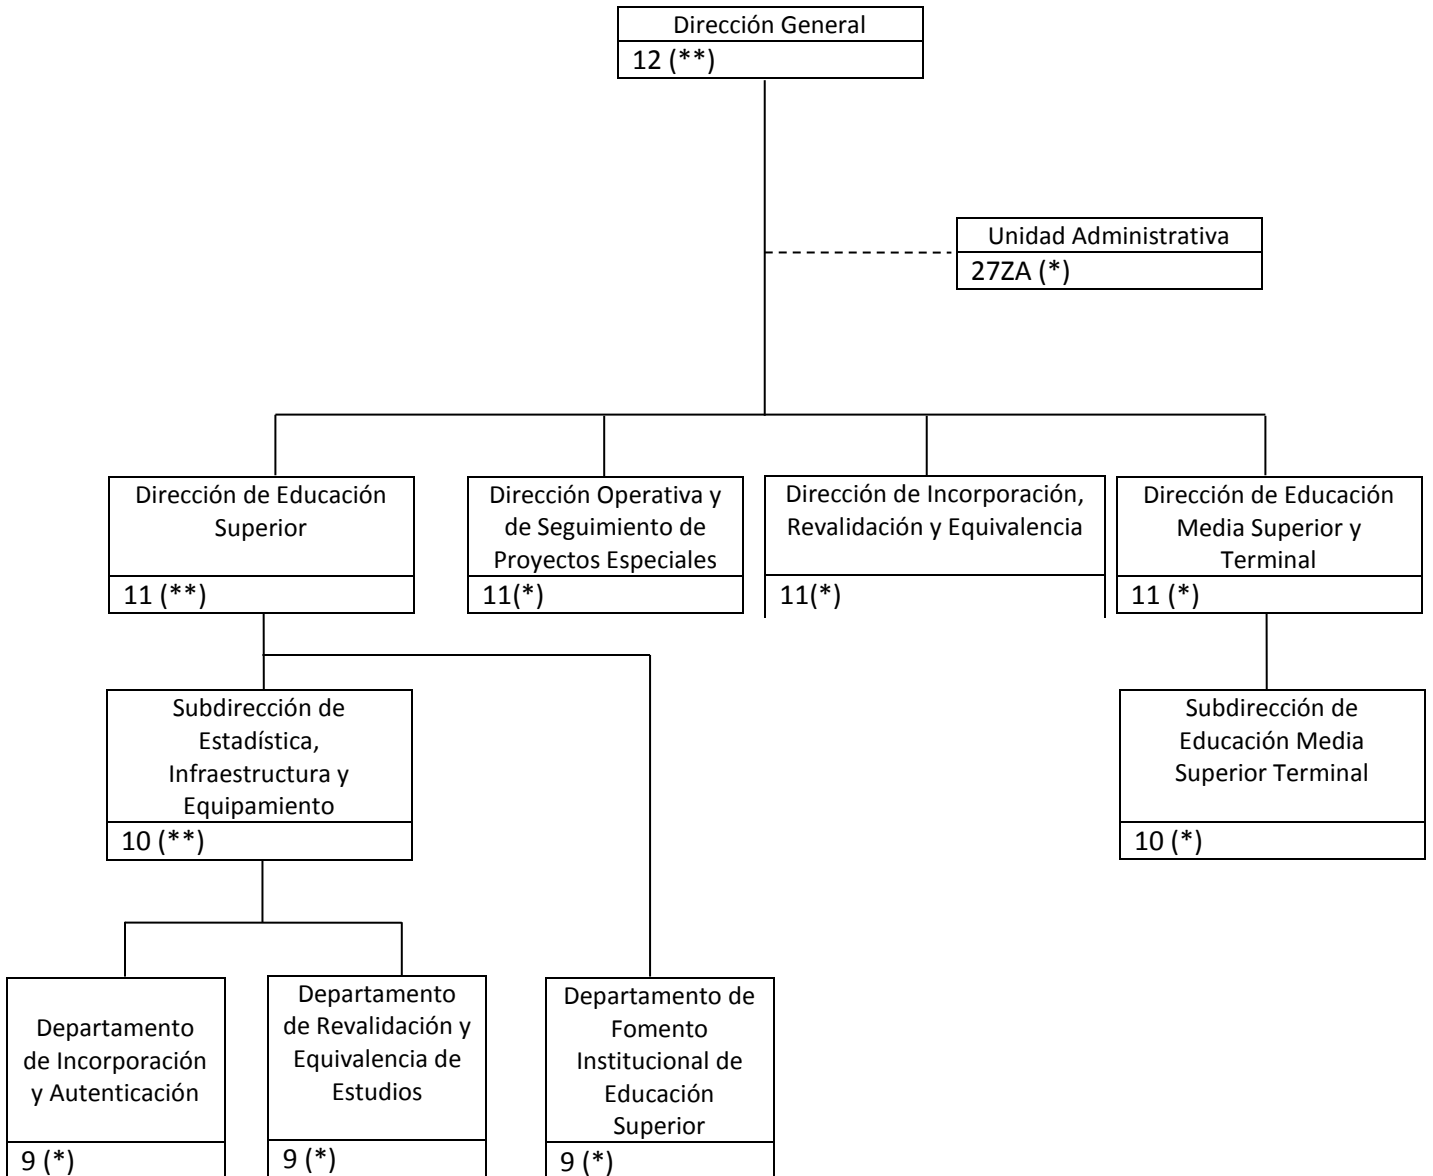 Dirección General
12 (**)
Unidad Administrativa
27ZA (*)
Dirección de Educación
Superior
11 (**)
Dirección Operativa y
de Seguimiento de
Proyectos Especiales
11(*)
Dirección de Incorporación,
Revalidación y Equivalencia
11(*)
Dirección de Educación
Media Superior y
Terminal
11 (*)
Subdirección de
Estadística,
Infraestructura y
Equipamiento
10 (**)
Subdirección de
Educación Media
Superior Terminal
10 (*)
Departamento
de Incorporación
y Autenticación
9 (*)
Departamento
de Revalidación y
Equivalencia de
Estudios
9 (*)
Departamento de
Fomento
Institucional de
Educación
Superior
9 (*)